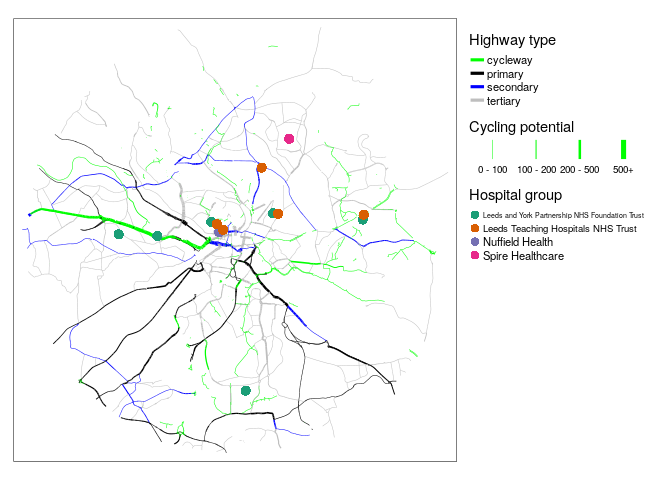 Highway type
cycleway
primary
secondary
tertiary
Cycling potential
0 - 100 100 - 200 200 - 500 500+
Hospital group
Leeds and York Partnership NHS Foundation Trust
Leeds Teaching Hospitals NHS Trust
Nuffield Health
Spire Healthcare